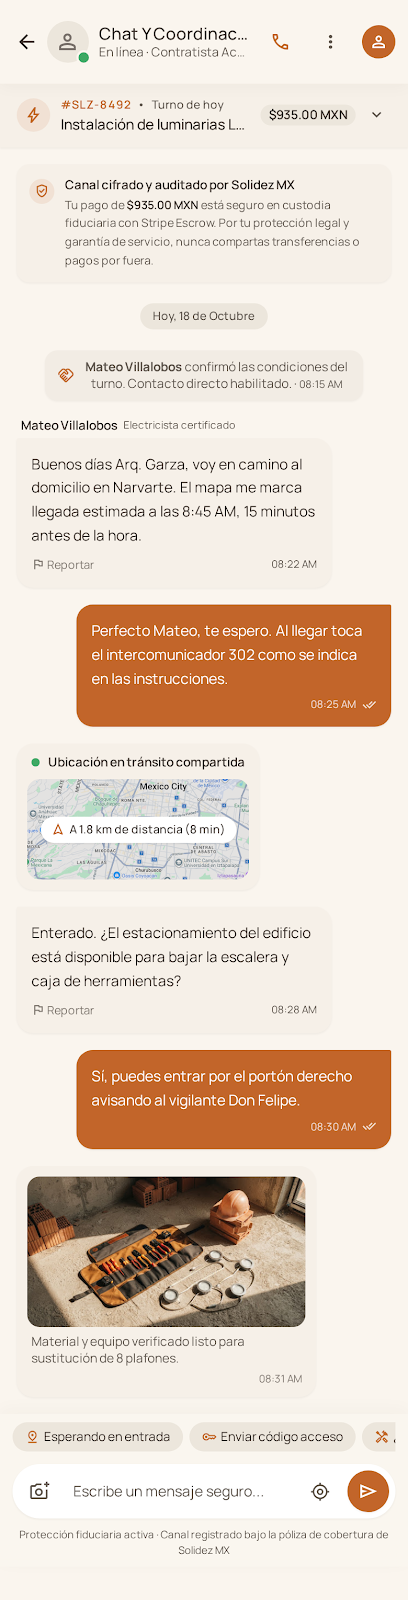 Chat Y Coordinac...
En línea · Contratista Ac...
#SLZ-8492 • Turno de hoy
Instalación de luminarias L...
$935.00 MXN
Canal cifrado y auditado por Solidez MX
Tu pago de $935.00 MXN está seguro en custodia
fiduciaria con Stripe Escrow. Por tu protección legal y
garantía de servicio, nunca compartas transferencias o
pagos por fuera.
Hoy, 18 de Octubre
Mateo Villalobos confirmó las condiciones del
turno. Contacto directo habilitado. · 08:15 AM
Mateo Villalobos Electricista certificado
Buenos días Arq. Garza, voy en camino al
domicilio en Narvarte. El mapa me marca
llegada estimada a las 8:45 AM, 15 minutos
antes de la hora.
Reportar 08:22 AM
Perfecto Mateo, te espero. Al llegar toca
el intercomunicador 302 como se indica
en las instrucciones.
08:25 AM
Ubicación en tránsito compartida
Mexico City
ROMA NTE
A 1.8 km de distancia (8 min)
MIXCOAC
LAS AGUILAS
CENTRAL
DE ABASTO
Churubusco
Enterado. ¿El estacionamiento del edificio
está disponible para bajar la escalera y
caja de herramientas?
Reportar 08:28 AM
Sí, puedes entrar por el portón derecho
avisando al vigilante Don Felipe.
08:30 AM
Material y equipo verificado listo para
sustitución de 8 plafones.
08:31 AM
Esperando en entrada
Enviar código acceso
Escribe un mensaje seguro...
Protección fiduciaria activa · Canal registrado bajo la póliza de cobertura de
Solidez MX